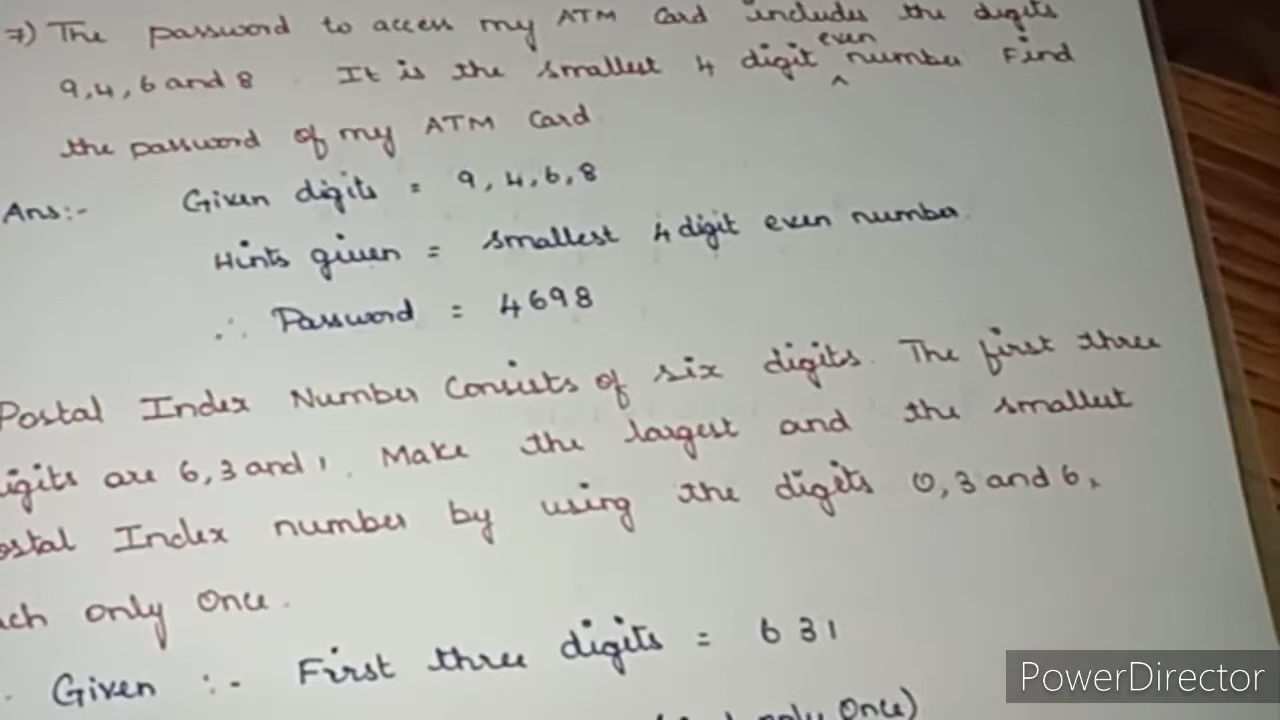 7) The password to access my ATM card includes the digits
9,4,6 and 8 It is the smallest 4 digit even number Find
the password of my ATM Card.
Ans:- Given digits = 9, 4, 6, 8
Hints given = smallest 4 digit even number.
∴ Password = 4698
Postal Index Number Consists of six digits. The first three
igits are 6, 3 and 1. Make the largest and the smallest
ostal Index number by using the digits 0, 3 and 6,
ch only once.
Given :- First three digits = 631
only once)
PowerDirector